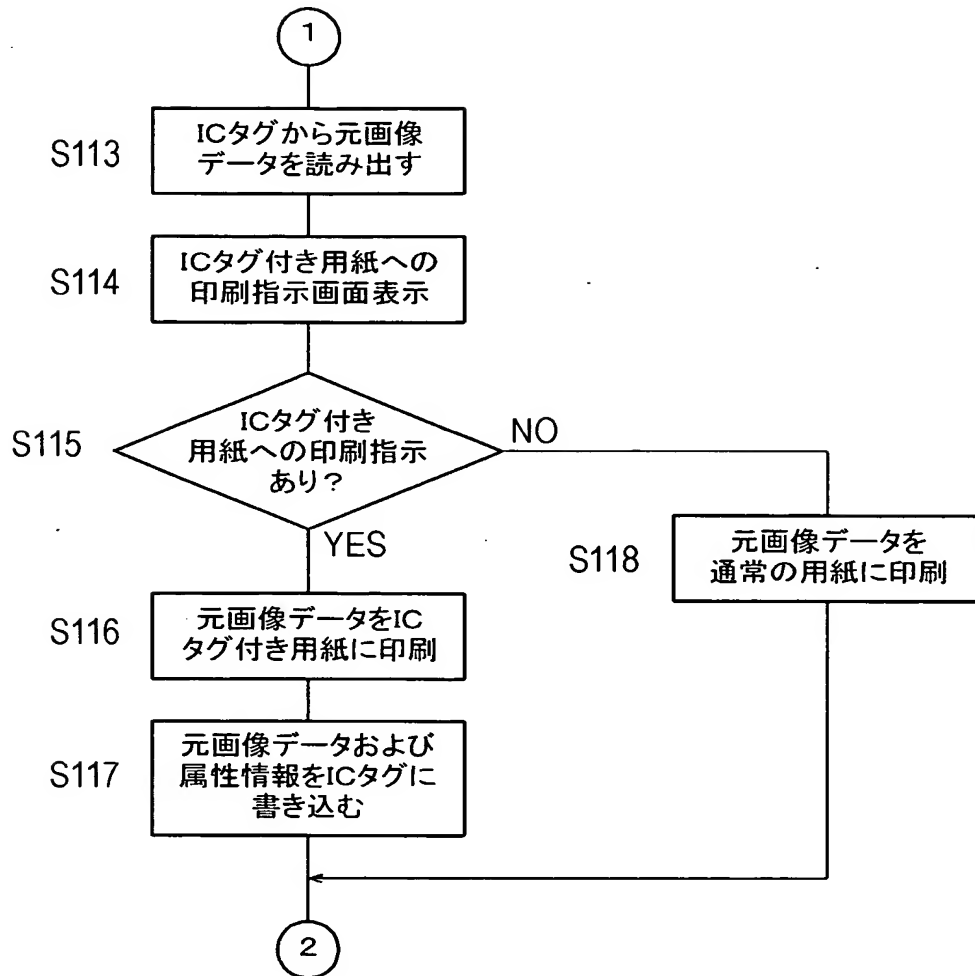 1
S113
ICタグから元画像
データを読み出す
S114
ICタグ付き用紙への
印刷指示画面表示
S115
ICタグ付き
用紙への印刷指示
あり?
NO
YES
S118
元画像データを
通常の用紙に印刷
S116
元画像データをIC
タグ付き用紙に印刷
S117
元画像データおよび
属性情報をICタグに
書き込む
2